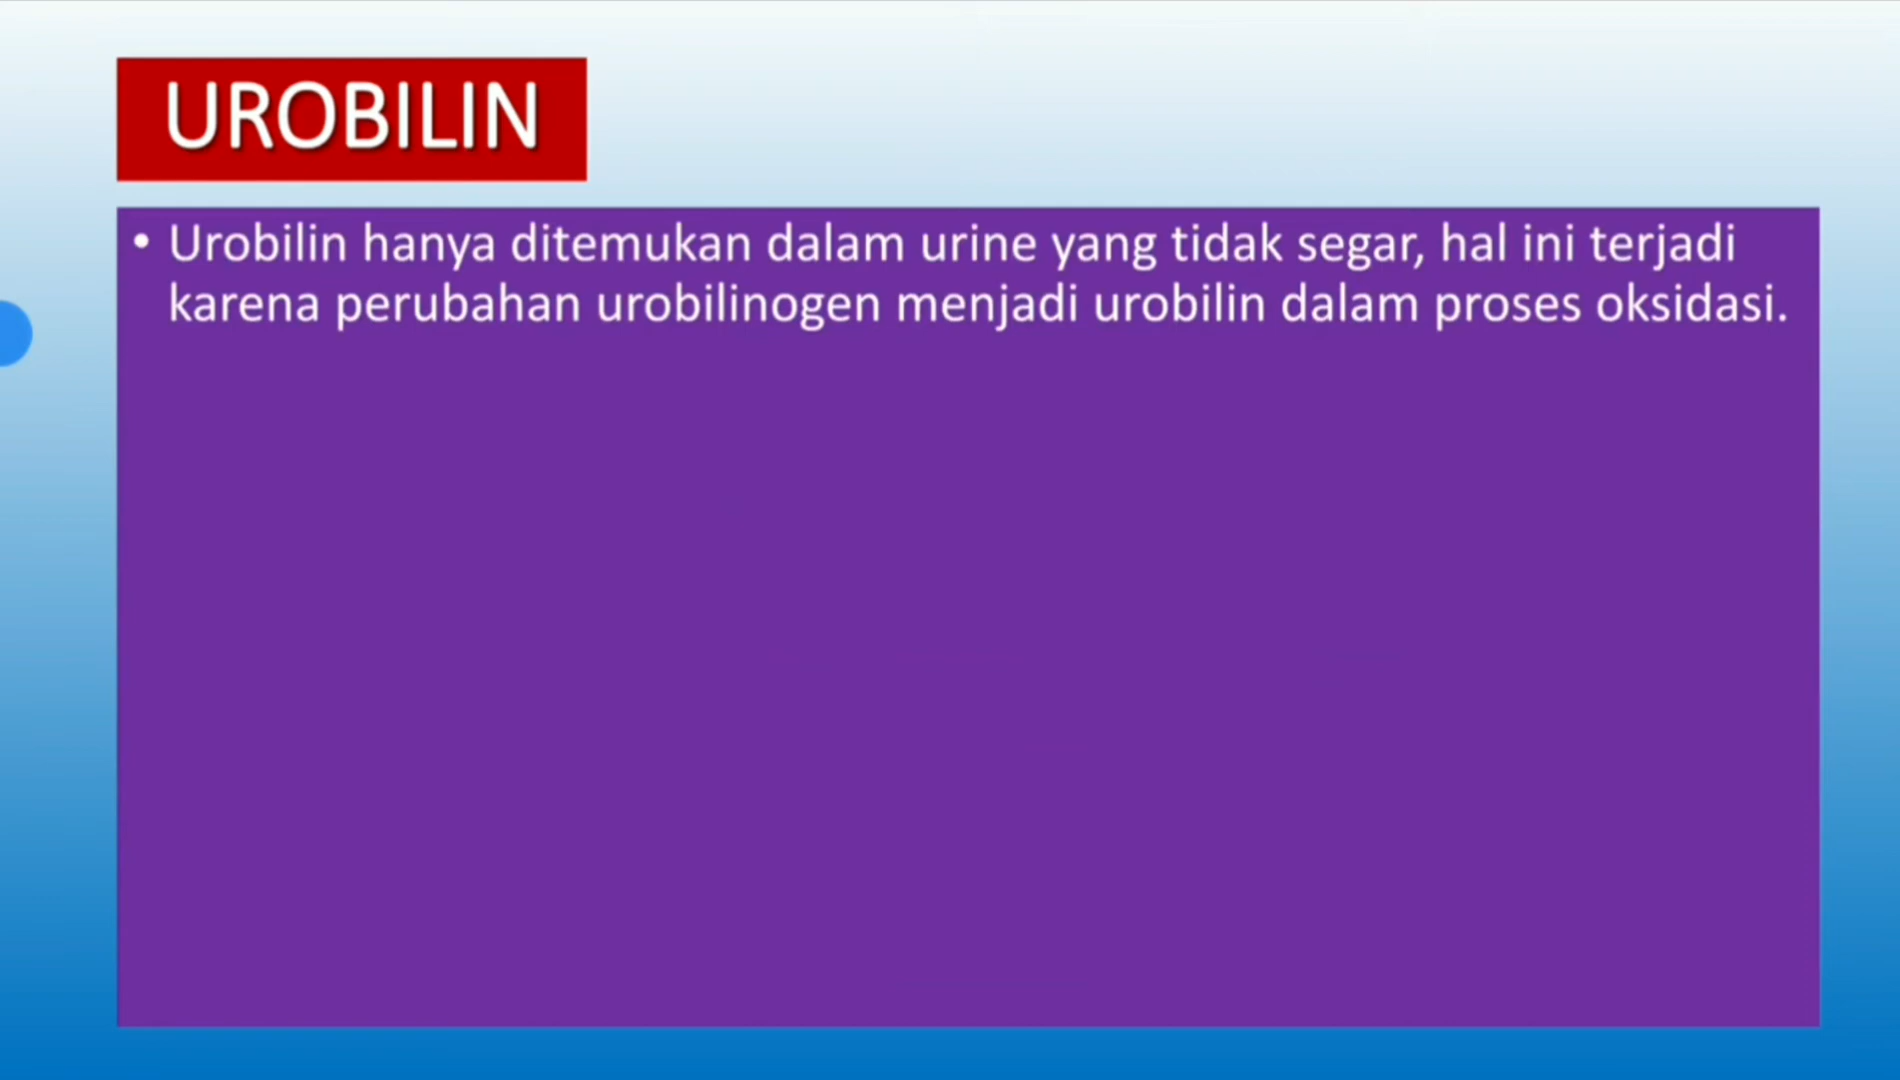 UROBILIN
• Urobilin hanya ditemukan dalam urine yang tidak segar, hal ini terjadi
karena perubahan urobilinogen menjadi urobilin dalam proses oksidasi.